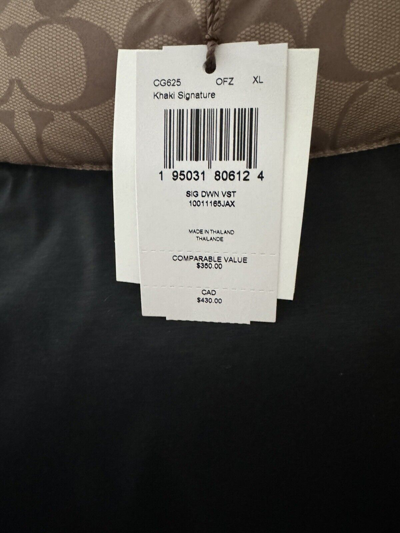 CG625 OFZ XL
Khaki Signature
1 95031 80612 4
SIG DWN VST
10011165JAX
MADE IN THAILAND
THAILANDE
COMPARABLE VALUE
$350.00
CAD
$430.00